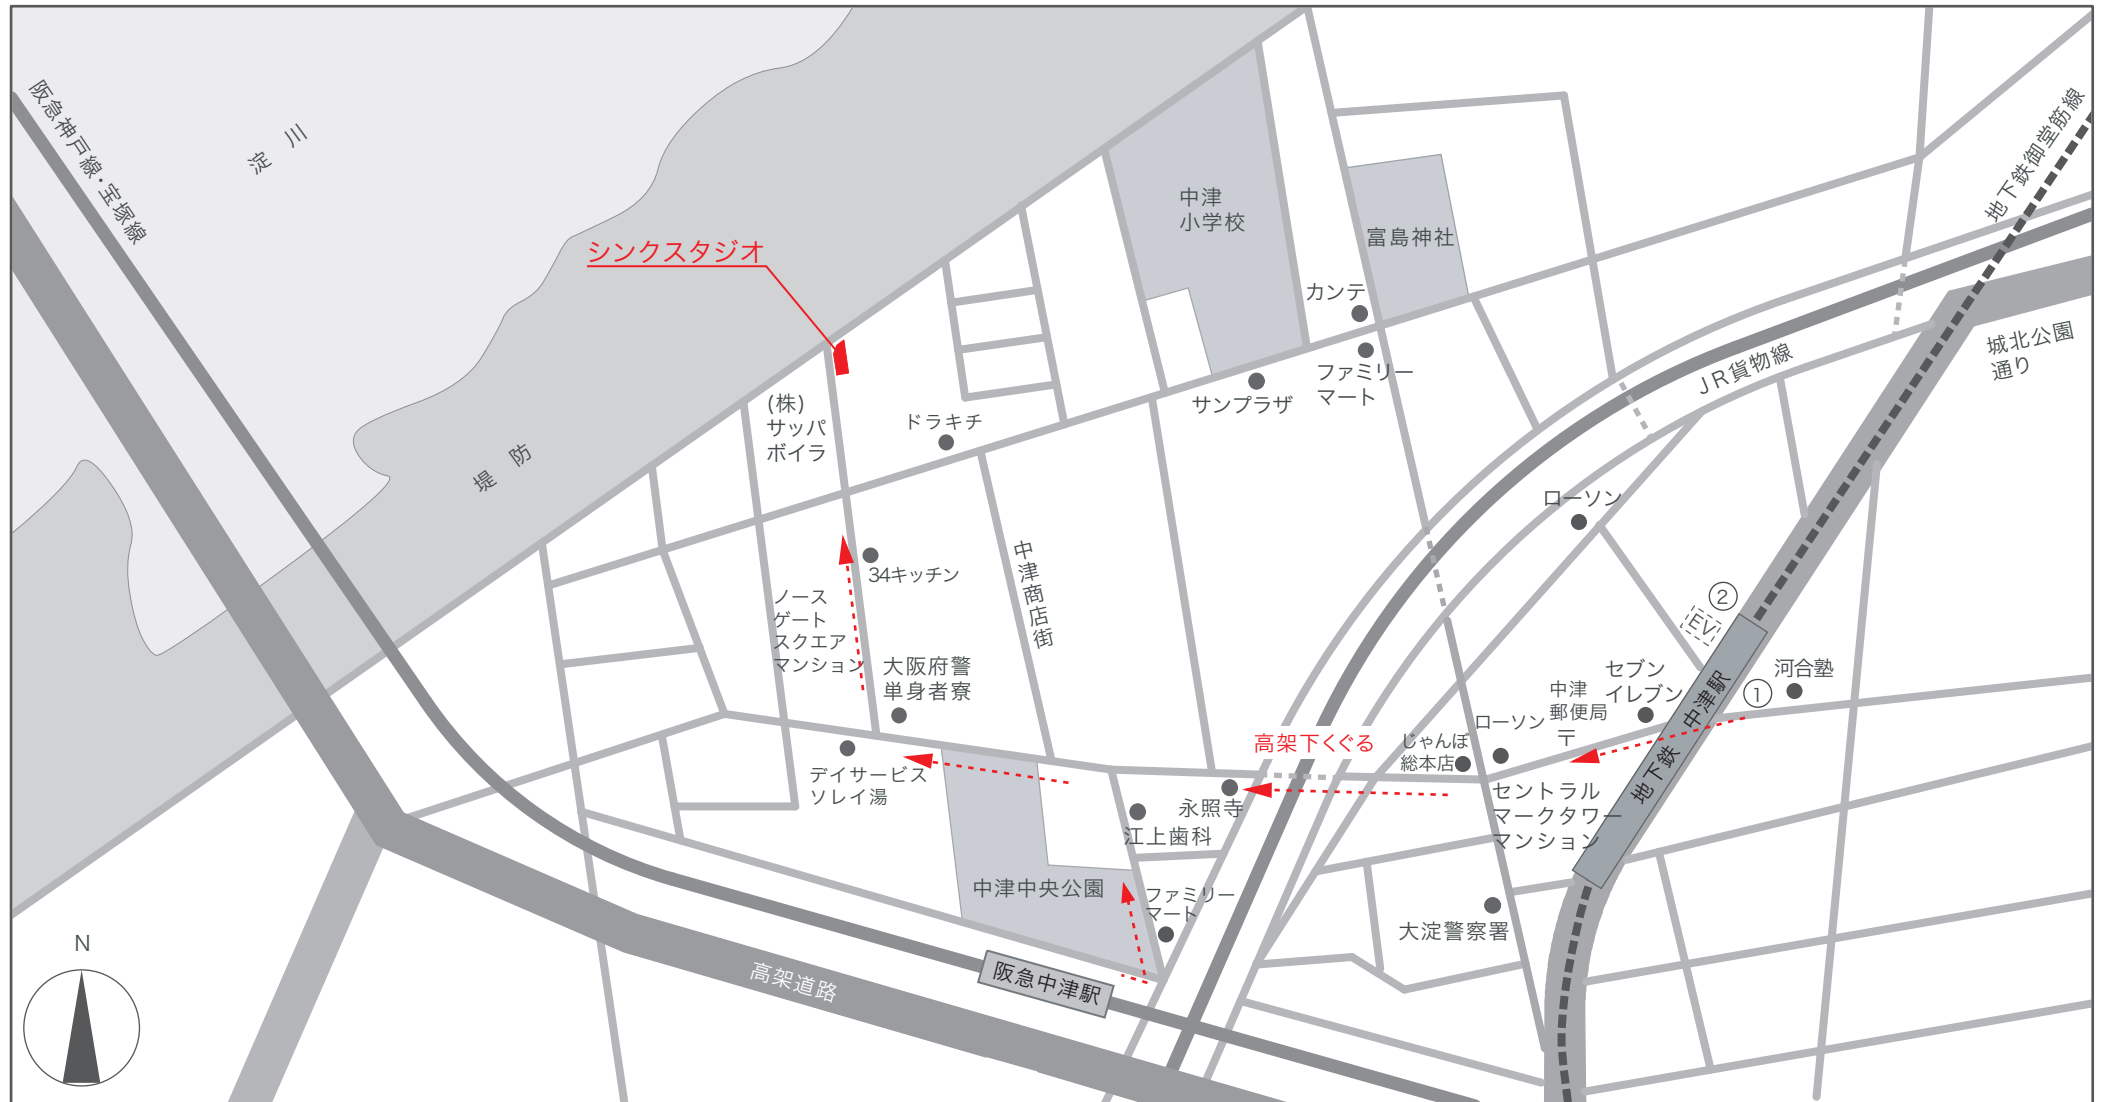 阪急神戸線・宝塚線
淀川
堤防
シンクスタジオ
(株)
サッパ
ボイラ
ドラキチ
中津
小学校
富島神社
カンテ
ファミリー
マート
サンプラザ
地下鉄御堂筋線
城北公園
通り
JR貨物線
ローソン
34キッチン
中津商店街
ノース
ゲート
スクエア
マンション
大阪府警
単身者寮
デイサービス
ソレイ湯
高架下くぐる
永照寺
江上歯科
じゃんぼ
総本店
ローソン
中津
郵便局
〒
セブン
イレブン
EV
②
①
河合塾
地下鉄 中津駅
セントラル
マークタワー
マンション
中津中央公園
ファミリー
マート
大淀警察署
阪急中津駅
高架道路
N